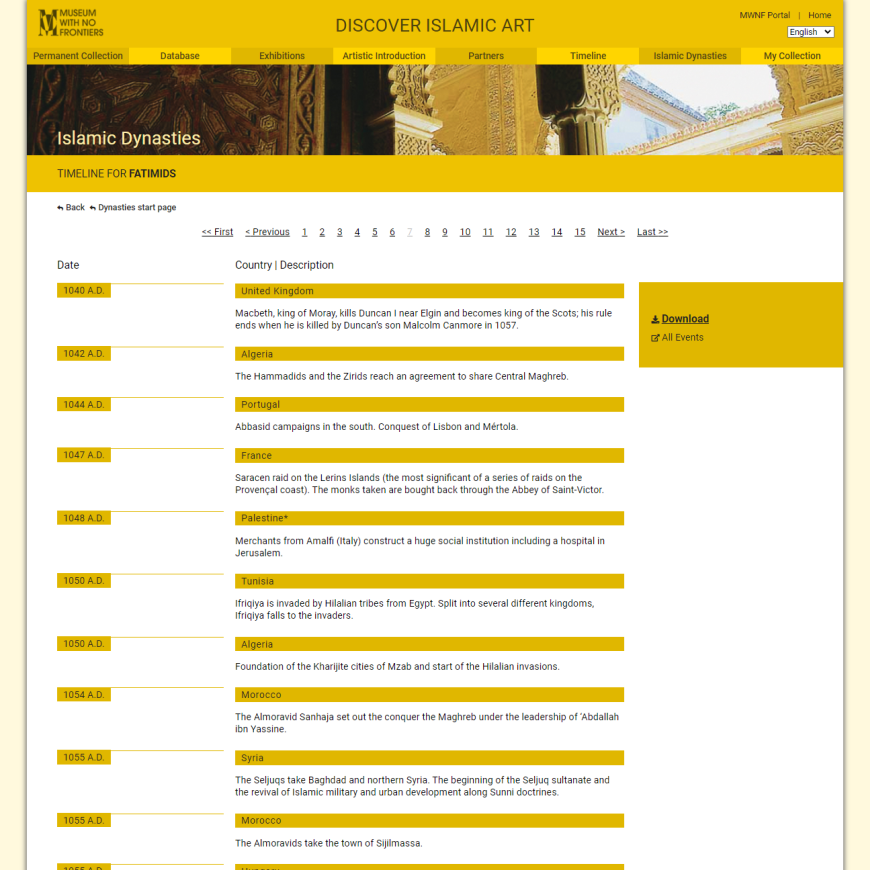 MUSEUM
WITH NO
FRONTIERS
DISCOVER ISLAMIC ART
MWNF Portal | Home
English
Permanent Collection Database Exhibitions Artistic Introduction Partners Timeline Islamic Dynasties My Collection
Islamic Dynasties
TIMELINE FOR FATIMIDS
Back Dynasties start page
<< First < Previous 1 2 3 4 5 6 7 8 9 10 11 12 13 14 15 Next > Last >>
Date Country | Description
1040 A.D. United Kingdom
Macbeth, king of Moray, kills Duncan I near Elgin and becomes king of the Scots; his rule
ends when he is killed by Duncan's son Malcolm Canmore in 1057.
Download
All Events
1042 A.D. Algeria
The Hammadids and the Zirids reach an agreement to share Central Maghreb.
1044 A.D. Portugal
Abbasid campaigns in the south. Conquest of Lisbon and Mértola.
1047 A.D. France
Saracen raid on the Lerins Islands (the most significant of a series of raids on the
Provençal coast). The monks taken are bought back through the Abbey of Saint-Victor.
1048 A.D. Palestine*
Merchants from Amalfi (Italy) construct a huge social institution including a hospital in
Jerusalem.
1050 A.D. Tunisia
Ifriqiya is invaded by Hilalian tribes from Egypt. Split into several different kingdoms,
Ifriqiya falls to the invaders.
1050 A.D. Algeria
Foundation of the Kharijite cities of Mzab and start of the Hilalian invasions.
1054 A.D. Morocco
The Almoravid Sanhaja set out the conquer the Maghreb under the leadership of 'Abdallah
ibn Yassine.
1055 A.D. Syria
The Seljuqs take Baghdad and northern Syria. The beginning of the Seljuq sultanate and
the revival of Islamic military and urban development along Sunni doctrines.
1055 A.D. Morocco
The Almoravids take the town of Sijilmassa.
1055 A.D. Hungary